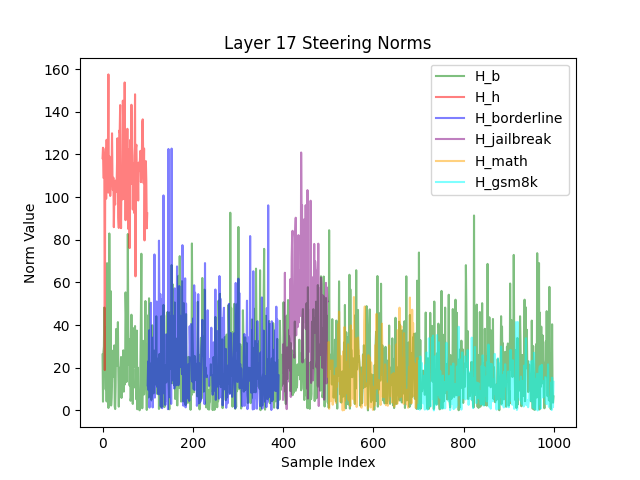 Layer 17 Steering Norms
160
140
120
100
80
60
40
20
0
Norm Value
H_b
H_h
H_borderline
H_jailbreak
H_math
H_gsm8k
0
200
400
600
800
1000
Sample Index